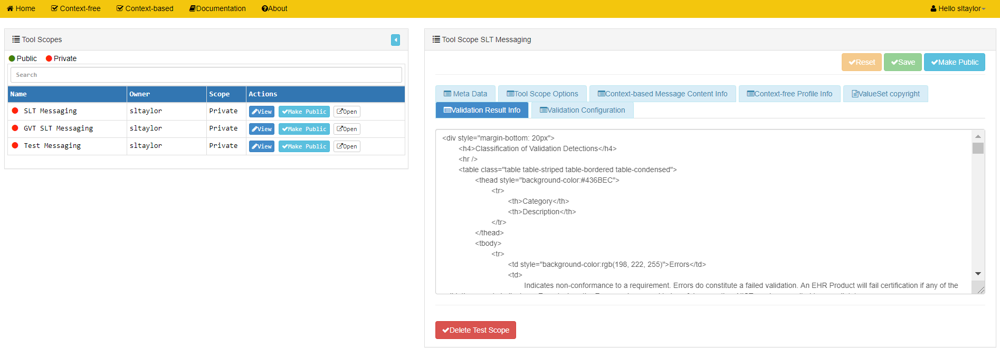 Home Context-free Context-based Documentation About Hello sltaylor
Tool Scopes
Public Private
Search
Name Owner Scope Actions
SLT Messaging sltaylor Private View Make Public Open
GVT SLT Messaging sltaylor Private View Make Public Open
Test Messaging sltaylor Private View Make Public Open
Tool Scope SLT Messaging
Reset Save Make Public
Meta Data Tool Scope Options Context-based Message Content Info Context-free Profile Info ValueSet copyright
Validation Result Info Validation Configuration
<div style="margin-bottom: 20px">
<h4>Classification of Validation Detections</h4>
<hr />
<table class="table table-striped table-bordered table-condensed">
<thead style="background-color:#436BEC">
<tr>
<th>Category</th>
<th>Description</th>
</tr>
</thead>
<tbody>
<tr>
<td style="background-color:rgb(198, 222, 255)">Errors</td>
<td>
Indicates non-conformance to a requirement. Errors do constitute a failed validation. An EHR Product will fail certification if any of the
Delete Test Scope